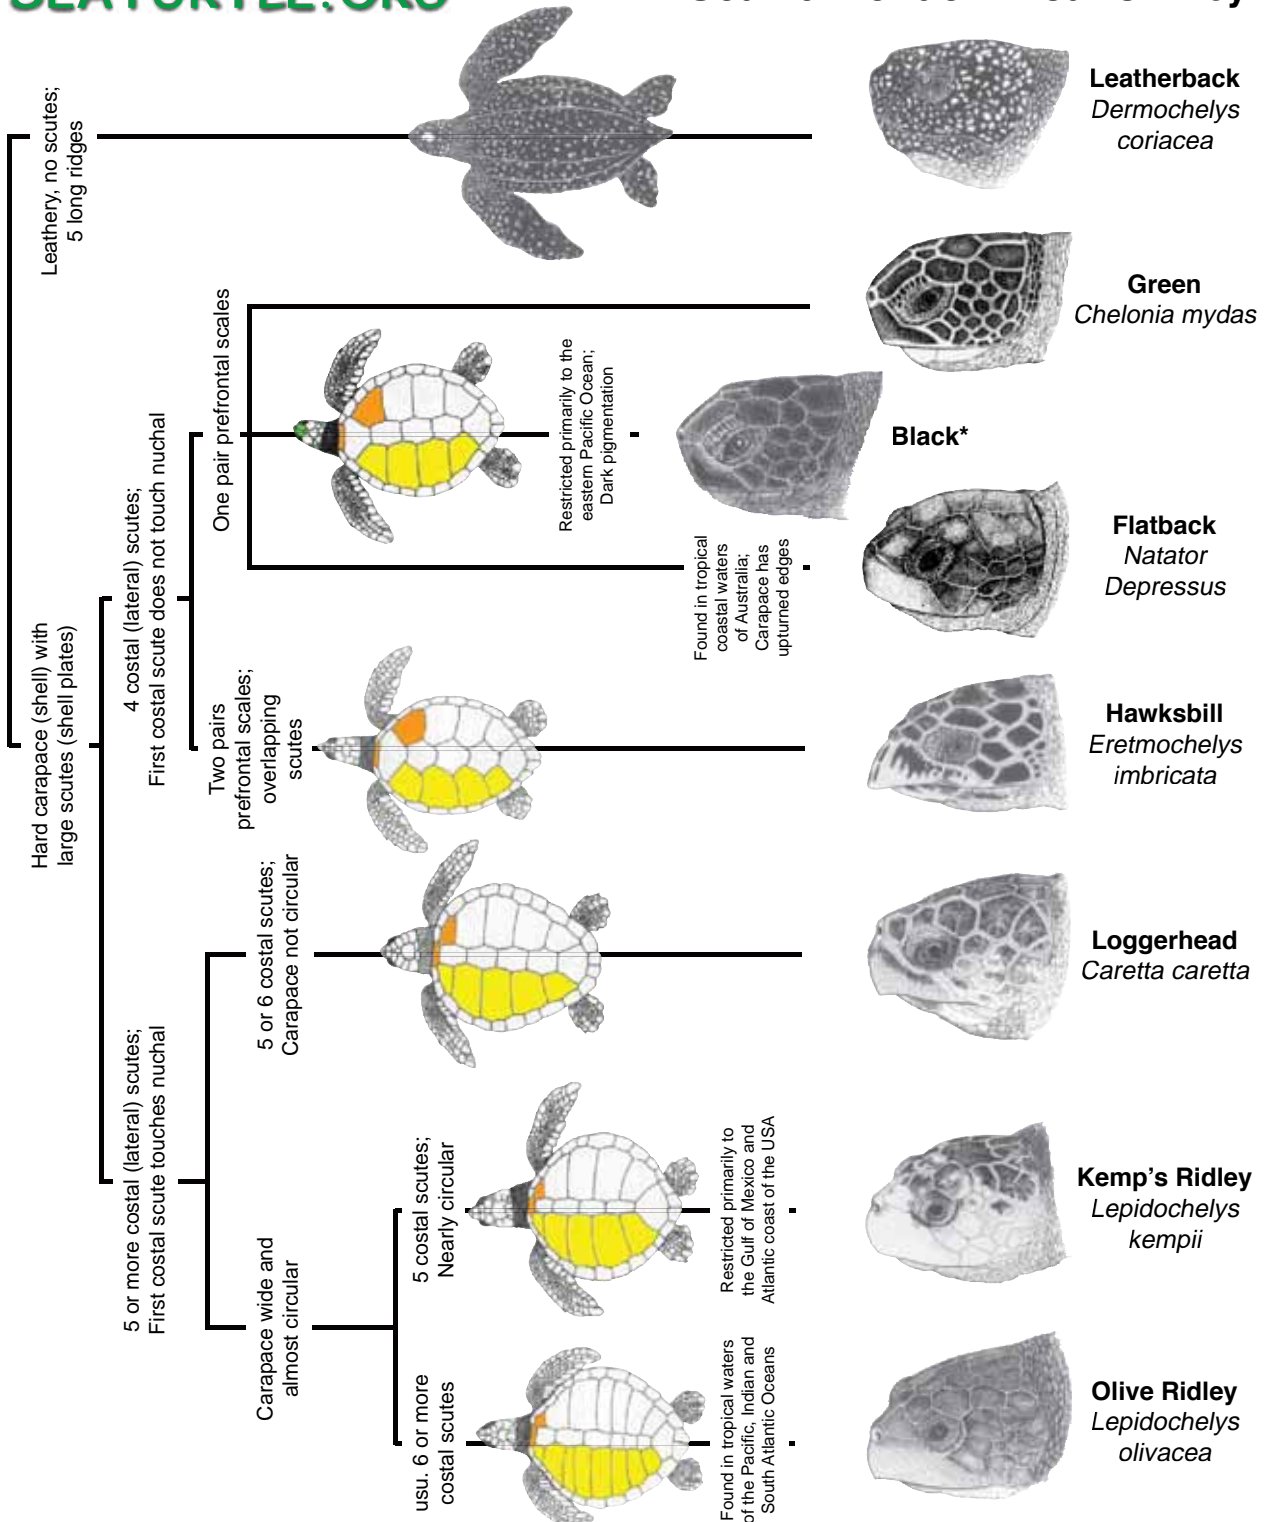 SEATURTLE.ORG
Leathery, no scutes;
5 long ridges
Leatherback
Dermochelys
coriacea
Hard carapace (shell) with
large scutes (shell plates)
4 costal (lateral) scutes;
First costal scute does not touch nuchal
One pair prefrontal scales
Green
Chelonia mydas
Restricted primarily to the
eastern Pacific Ocean;
Dark pigmentation
Black*
Found in tropical
coastal waters
of Australia;
Carapace has
upturned edges
Flatback
Natator
Depressus
Two pairs
prefrontal scales;
overlapping
scutes
Hawksbill
Eretmochelys
imbricata
5 or more costal (lateral) scutes;
First costal scute touches nuchal
5 or 6 costal scutes;
Carapace not circular
Loggerhead
Caretta caretta
Carapace wide and
almost circular
5 costal scutes;
Nearly circular
Restricted primarily to
the Gulf of Mexico and
Atlantic coast of the USA
Kemp's Ridley
Lepidochelys
kempii
usu. 6 or more
costal scutes
Found in tropical waters
of the Pacific, Indian and
South Atlantic Oceans
Olive Ridley
Lepidochelys
olivacea